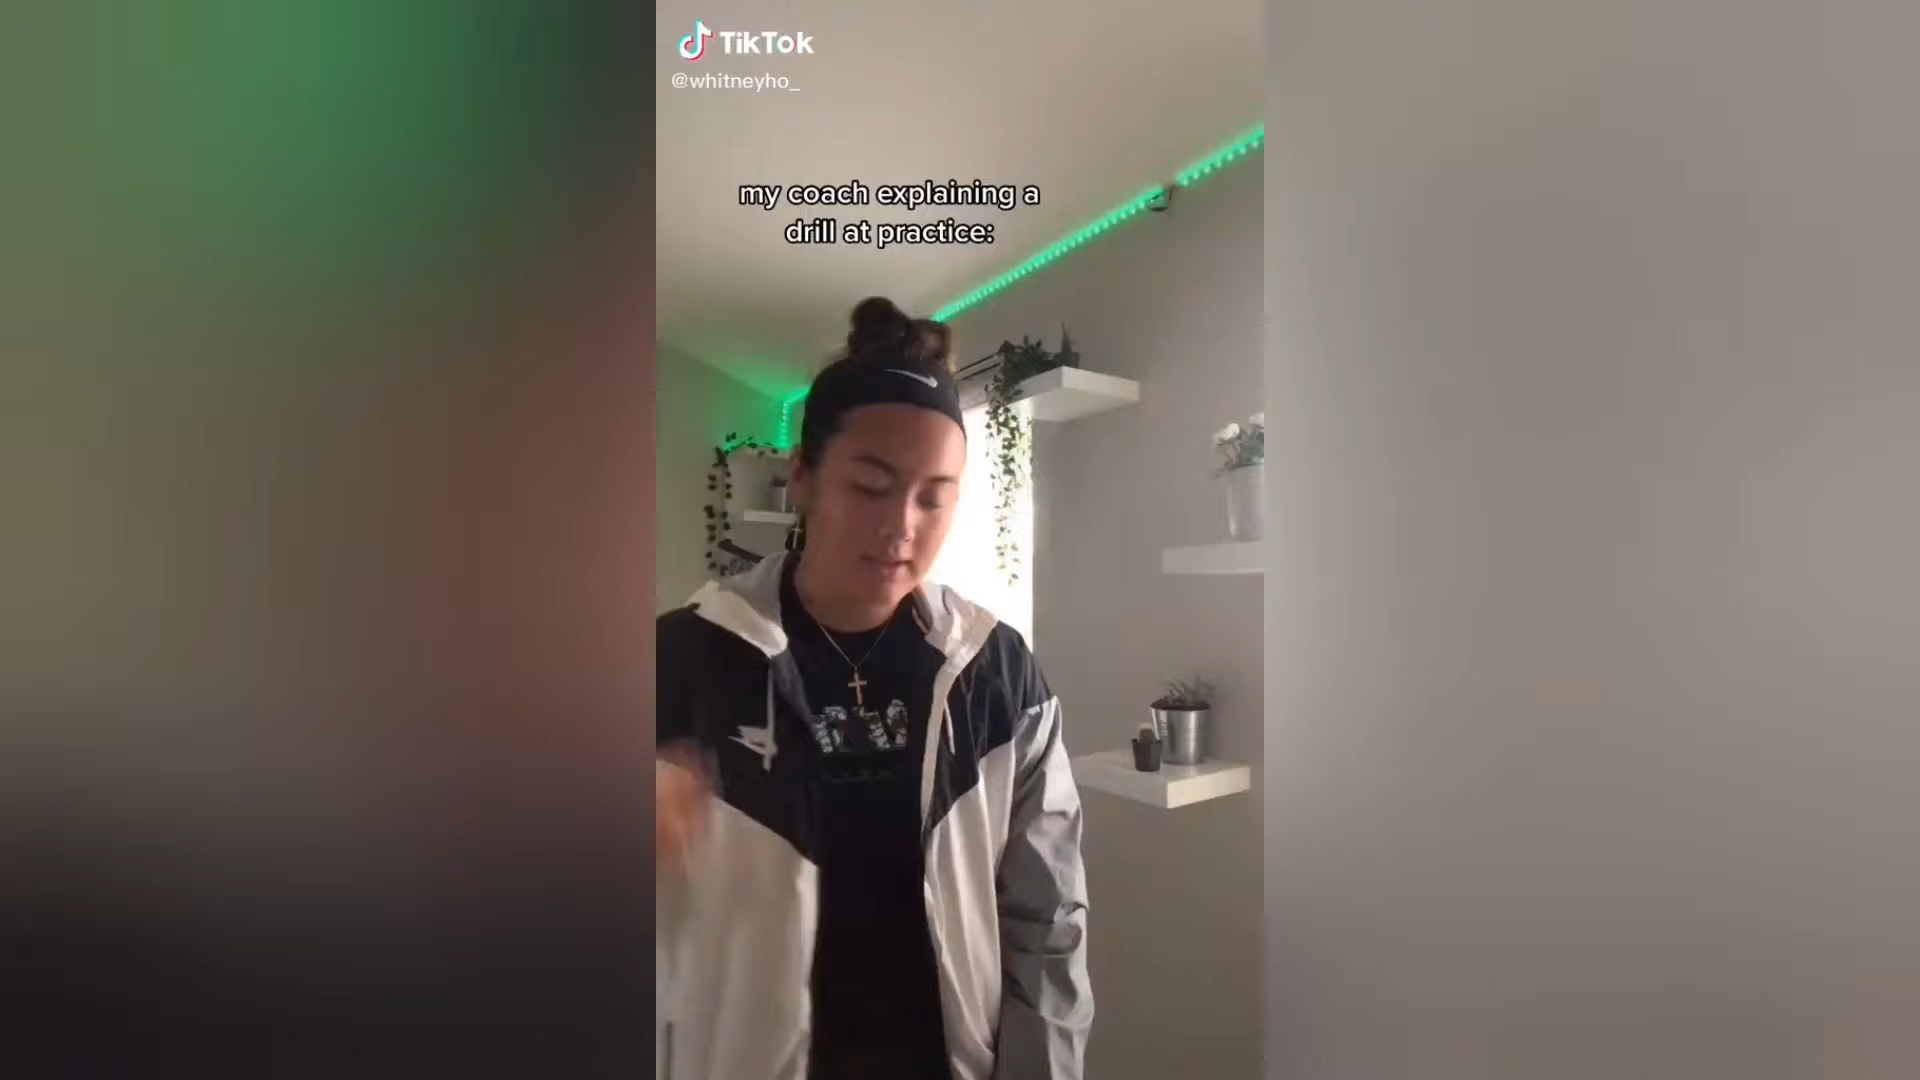 TikTok
@whitneyho_
my coach explaining a
drill at practice: